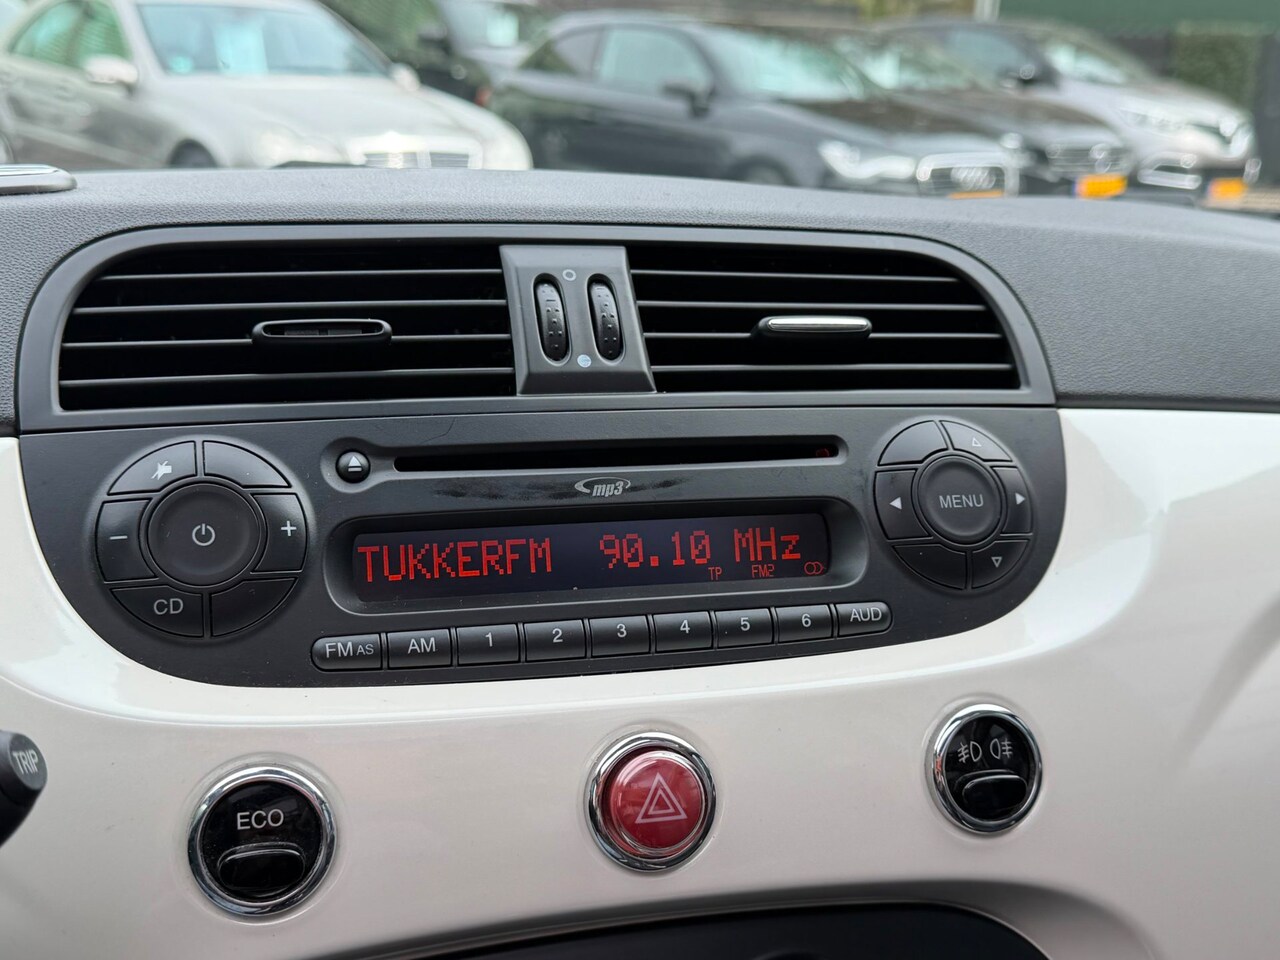 mp3
MENU
TUKKERFM 90.10 MHz
TP FM2
CD
FM AS AM 1 2 3 4 5 6 AUD
TRIP
ECO